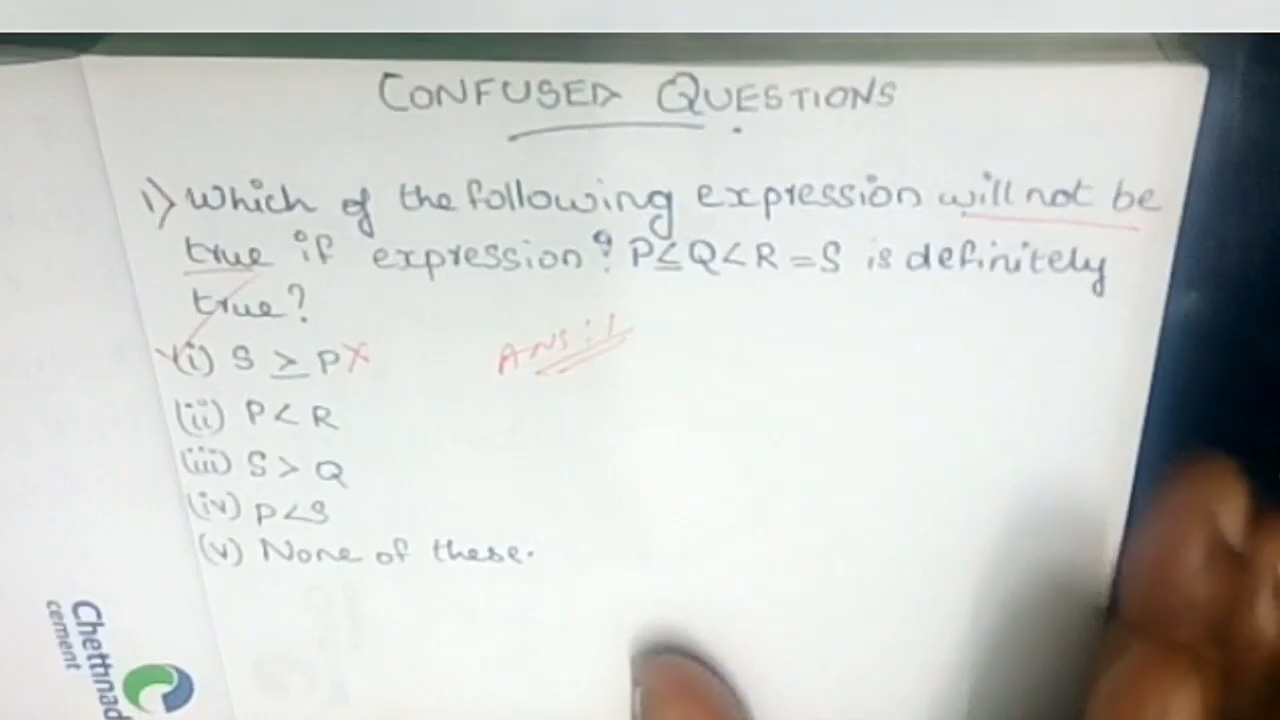 CONFUSED QUESTIONS
1) Which of the following expression will not be
true if expression? P≤Q<R=S is definitely
true?
(i) S ≥ P X
Ans: 1
(ii) P < R
(iii) S > Q
(iv) P<S
(v) None of these.
Chettinad
cement